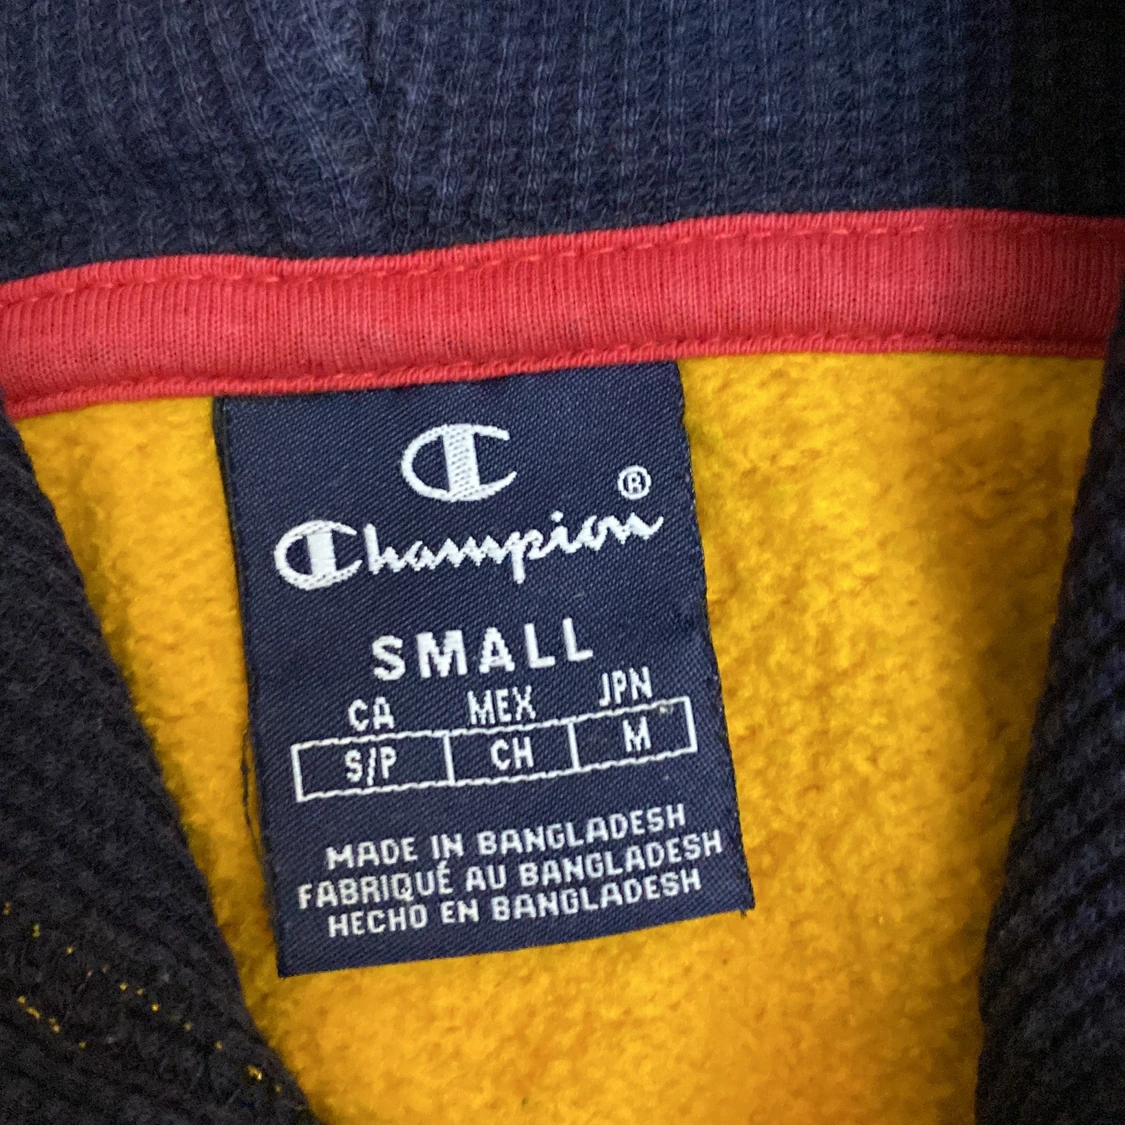 Champion®
SMALL
CA MEX JPN
S/P CH M
MADE IN BANGLADESH
FABRIQUÉ AU BANGLADESH
HECHO EN BANGLADESH